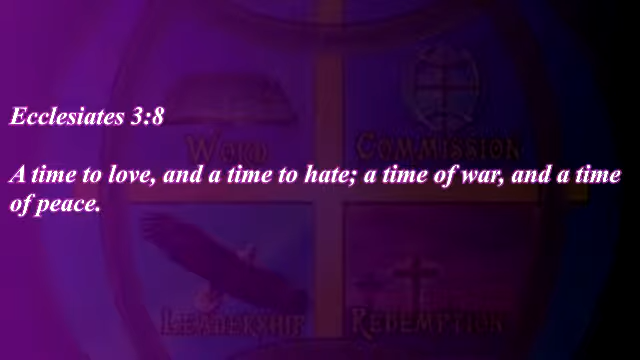 Ecclesiates 3:8
WORD
COMMISSION
A time to love, and a time to hate; a time of war, and a time
of peace.
LEADERSHIP
REDEMPTION